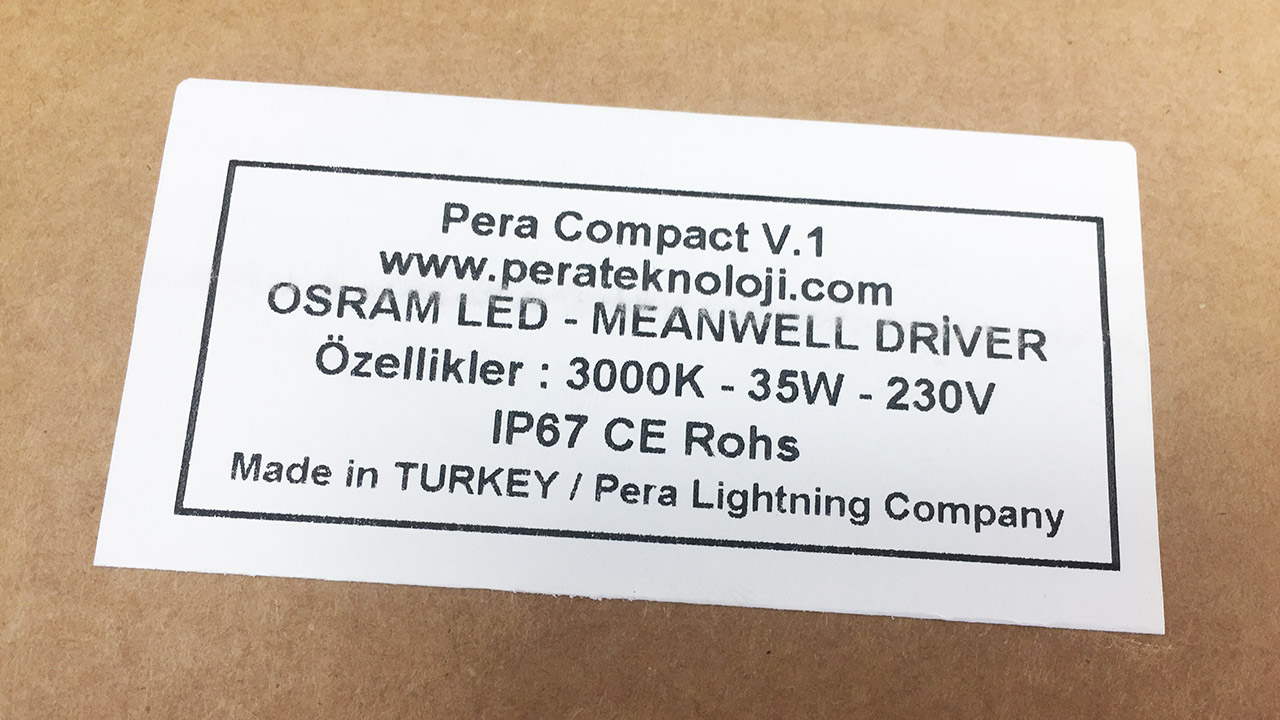 Pera Compact V.1
www.perateknoloji.com
OSRAM LED - MEANWELL DRİVER
Özellikler : 3000K - 35W - 230V
IP67 CE Rohs
Made in TURKEY / Pera Lightning Company